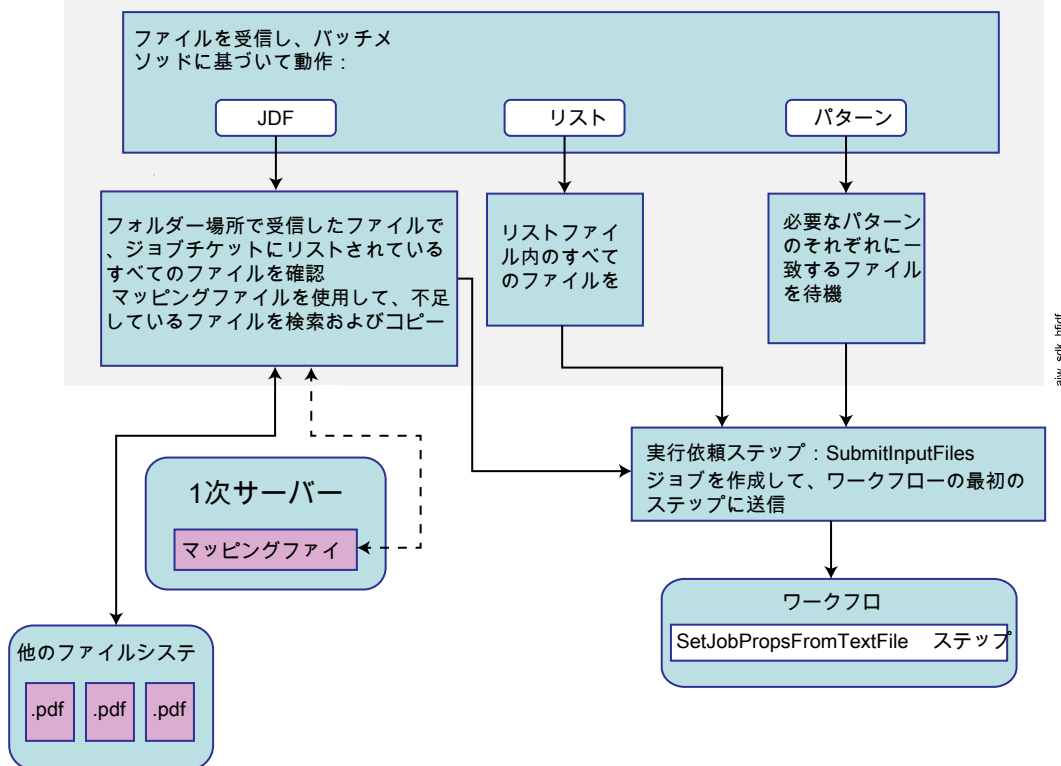 ファイルを受信し、バッチメ
ソッドに基づいて動作：
JDF
リスト
パターン
フォルダー場所で受信したファイルで
、ジョブチケットにリストされている
すべてのファイルを確認
マッピングファイルを使用して、不足
しているファイルを検索およびコピー
リストファイ
ル内のすべて
のファイルを
必要なパターン
のそれぞれに一
致するファイル
を待機
実行依頼ステップ：SubmitInputFiles
ジョブを作成して、ワークフローの最初の
ステップに送信
1次サーバー
マッピングファイ
ワークフロ
SetJobPropsFromTextFile ステップ
他のファイルシステ
.pdf
.pdf
.pdf